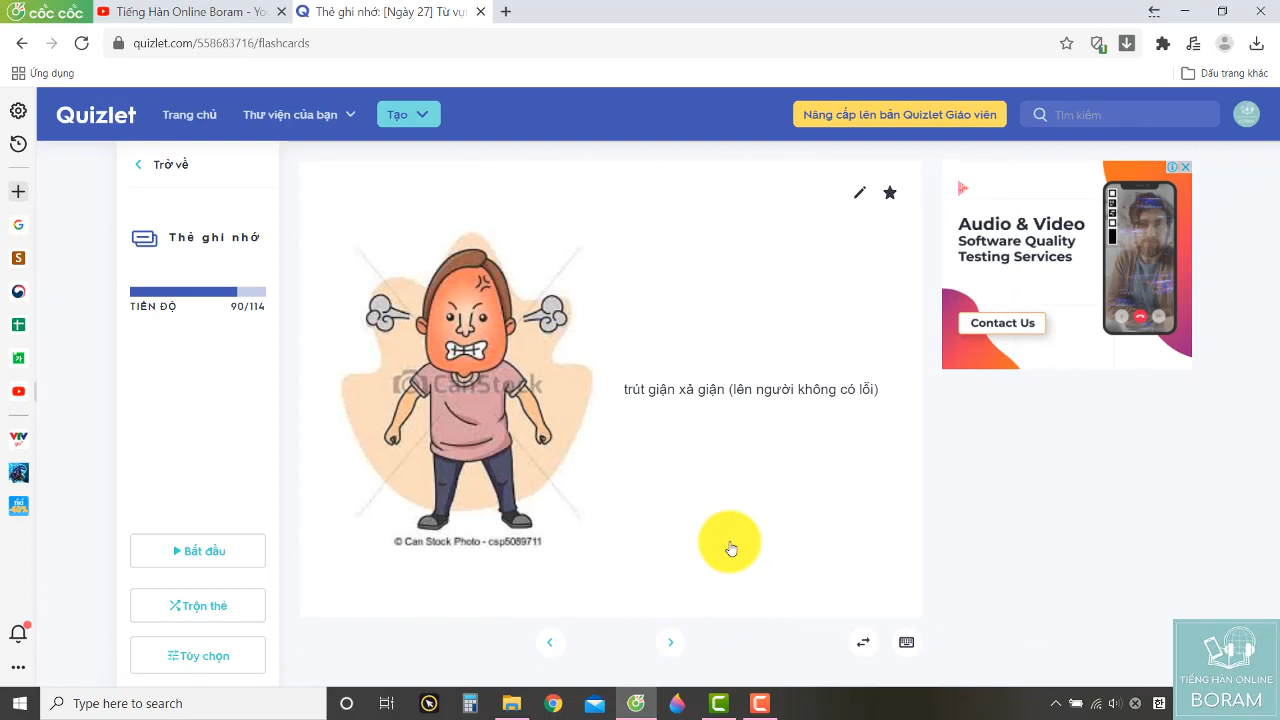 cốc cốc
Tiếng Hàn Online Boram - Yo
Thẻ ghi nhớ: [Ngày 27] Từ vự
quizlet.com/558683716/flashcards
1
Ứng dụng
Dấu trang khác
Quizlet
Trang chủ
Thư viện của bạn
Tạo
Nâng cấp lên bản Quizlet Giáo viên
Tìm kiếm
Trở về
Thẻ ghi nhớ
TIẾN ĐỘ
90/114
CanStock
© Can Stock Photo - csp5089711
trút giận xả giận (lên người không có lỗi)
Audio & Video
Software Quality
Testing Services
Contact Us
Bắt đầu
Trộn thẻ
Tùy chọn
TIẾNG HÀN ONLINE
BORAM
Type here to search